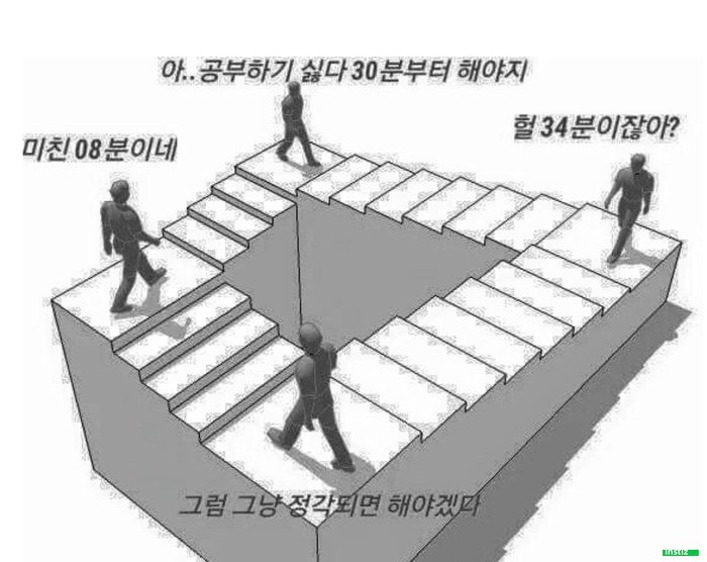 아..공부하기 싫다 30분부터 해야지
헐 34분이잖아?
그럼 그냥 정각되면 해야겠다
미친 08분이네
instiz